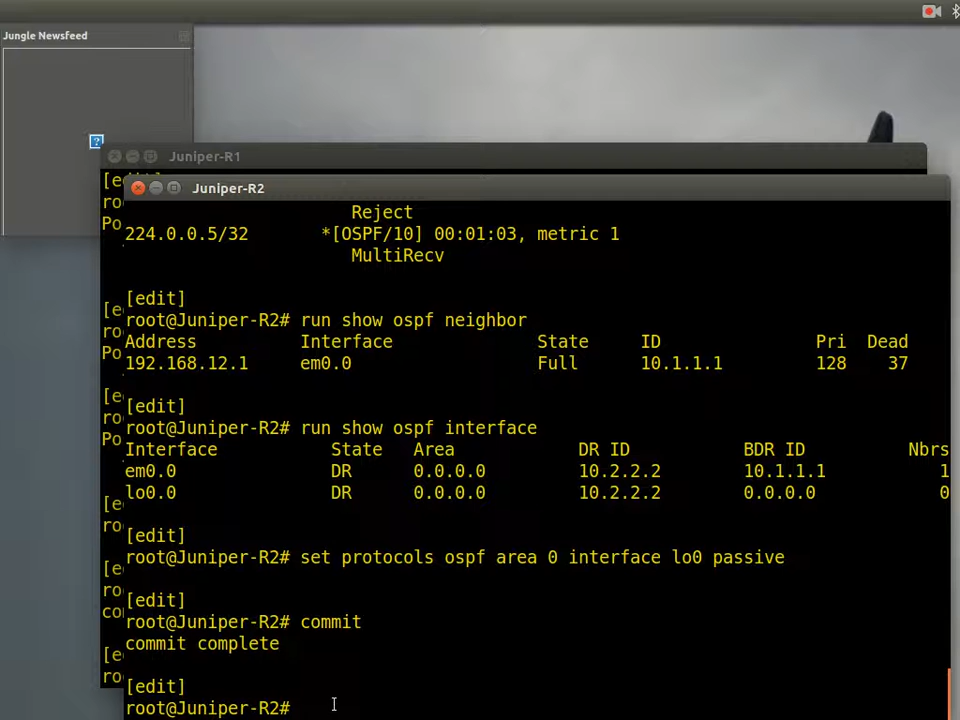 Jungle Newsfeed
?
Juniper-R1
[edit]
ro
Po
Juniper-R2
Reject
224.0.0.5/32 *[OSPF/10] 00:01:03, metric 1
MultiRecv
[edit]
root@Juniper-R2# run show ospf neighbor
Address Interface State ID Pri Dead
192.168.12.1 em0.0 Full 10.1.1.1 128 37
[edit]
root@Juniper-R2# run show ospf interface
Interface State Area DR ID BDR ID Nbrs
em0.0 DR 0.0.0.0 10.2.2.2 10.1.1.1 1
lo0.0 DR 0.0.0.0 10.2.2.2 0.0.0.0 0
[edit]
root@Juniper-R2# set protocols ospf area 0 interface lo0 passive
[edit]
root@Juniper-R2# commit
commit complete
[edit]
root@Juniper-R2#